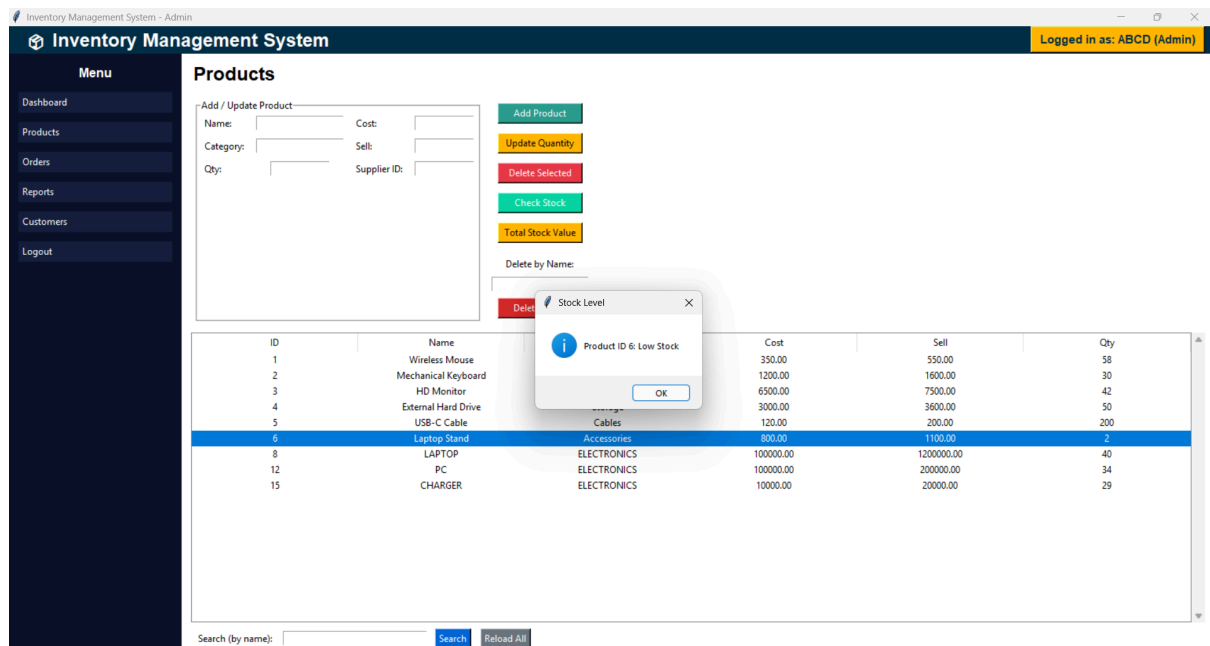 Inventory Management System - Admin
Inventory Management System
Logged in as: ABCD (Admin)
Menu
Dashboard
Products
Orders
Reports
Customers
Logout
Products
Add / Update Product
Name: Cost:
Category: Sell:
Qty: Supplier ID:
Add Product
Update Quantity
Delete Selected
Check Stock
Total Stock Value
Delete by Name:
Stock Level
Product ID 6: Low Stock
OK
ID Name Cost Sell Qty
1 Wireless Mouse 350.00 550.00 58
2 Mechanical Keyboard 1200.00 1600.00 30
3 HD Monitor 6500.00 7500.00 42
4 External Hard Drive 3000.00 3600.00 50
5 USB-C Cable Cables 120.00 200.00 200
6 Laptop Stand Accessories 800.00 1100.00 2
8 LAPTOP ELECTRONICS 100000.00 1200000.00 40
12 PC ELECTRONICS 100000.00 200000.00 34
15 CHARGER ELECTRONICS 10000.00 20000.00 29
Search (by name): Search Reload All